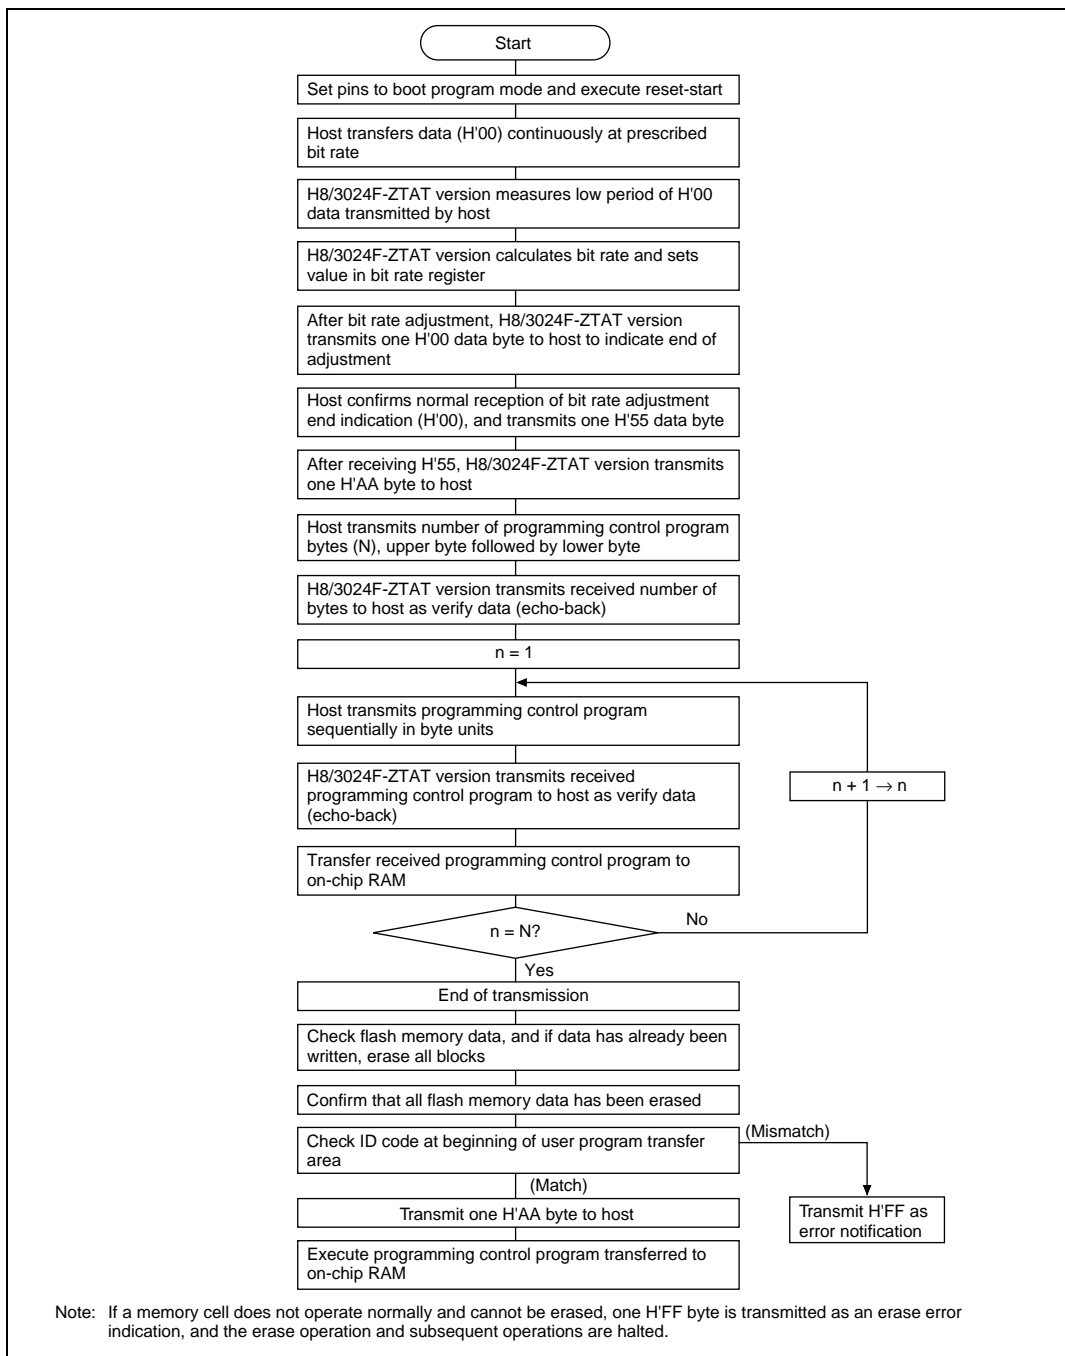 Start
Set pins to boot program mode and execute reset-start
Host transfers data (H'00) continuously at prescribed
bit rate
H8/3024F-ZTAT version measures low period of H'00
data transmitted by host
H8/3024F-ZTAT version calculates bit rate and sets
value in bit rate register
After bit rate adjustment, H8/3024F-ZTAT version
transmits one H'00 data byte to host to indicate end of
adjustment
Host confirms normal reception of bit rate adjustment
end indication (H'00), and transmits one H'55 data byte
After receiving H'55, H8/3024F-ZTAT version transmits
one H'AA byte to host
Host transmits number of programming control program
bytes (N), upper byte followed by lower byte
H8/3024F-ZTAT version transmits received number of
bytes to host as verify data (echo-back)
n = 1
Host transmits programming control program
sequentially in byte units
H8/3024F-ZTAT version transmits received
programming control program to host as verify data
(echo-back)
n + 1 → n
Transfer received programming control program to
on-chip RAM
n = N?
No
Yes
End of transmission
Check flash memory data, and if data has already been
written, erase all blocks
Confirm that all flash memory data has been erased
Check ID code at beginning of user program transfer
area
(Mismatch)
(Match)
Transmit one H'AA byte to host
Transmit H'FF as
error notification
Execute programming control program transferred to
on-chip RAM
Note: If a memory cell does not operate normally and cannot be erased, one H'FF byte is transmitted as an erase error
indication, and the erase operation and subsequent operations are halted.